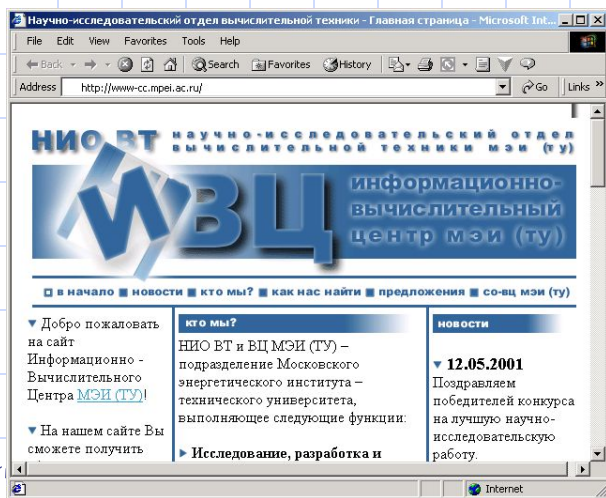 Научно-исследовательский отдел вычислительной техники - Главная страница - Microsoft Int...
File Edit View Favorites Tools Help
Back Search Favorites History
Address http://www-cc.mpei.ac.ru/ Go Links »
НИО ВТ научно-исследовательский отдел
вычислительной техники мэи (ту)
ИВЦ
информационно-
вычислительный
центр мэи (ту)
в начало новости кто мы? как нас найти предложения со-вц мэи (ту)
Добро пожаловать
на сайт
Информационно -
Вычислительного
Центра МЭИ (ТУ)!
На нашем сайте Вы
сможете получить
кто мы?
НИО ВТ и ВЦ МЭИ (ТУ) –
подразделение Московского
энергетического института –
технического университета,
выполняющее следующие функции:
Исследование, разработка и
новости
12.05.2001
Поздравляем
победителей конкурса
на лучшую научно-
исследовательскую
работу.
Internet